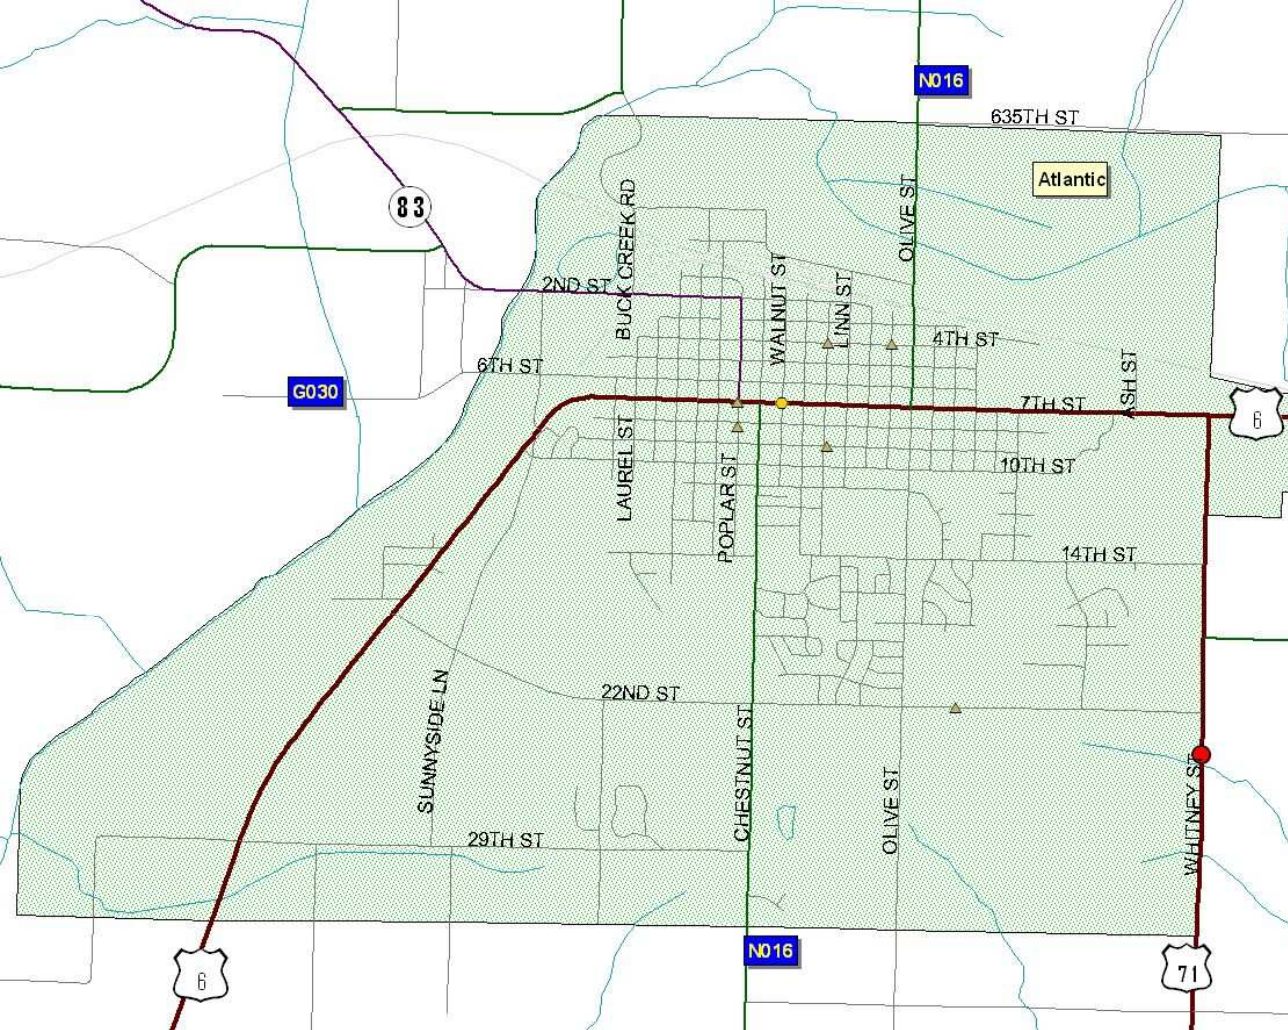 N016
635TH ST
Atlantic
83
BUCK CREEK RD
OLIVE ST
2ND ST
WALNUT ST
LINN ST
4TH ST
6TH ST
G030
ASH ST
7TH ST
6
LAUREL ST
POPLAR ST
10TH ST
14TH ST
22ND ST
SUNNYSIDE LN
CHESTNUT ST
OLIVE ST
WHITNEY ST
29TH ST
N016
6
71